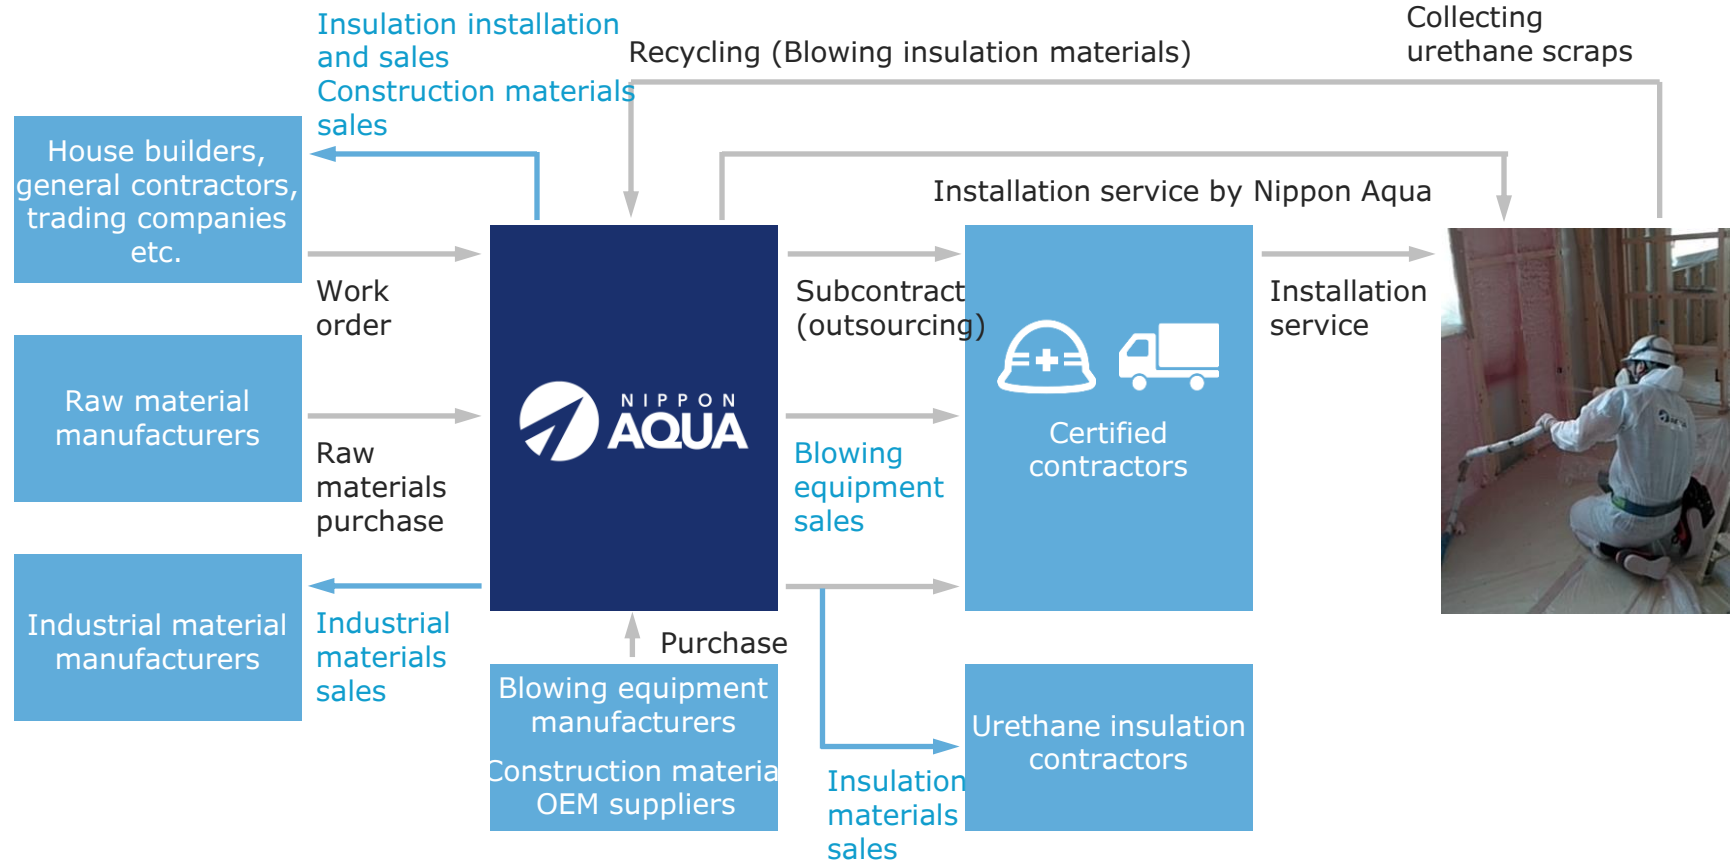 Insulation installation
and sales
Construction materials
sales
Recycling (Blowing insulation materials)
Collecting
urethane scraps
House builders,
general contractors,
trading companies
etc.
Installation service by Nippon Aqua
Work
order
Subcontract
(outsourcing)
Installation
service
NIPPON
AQUA
Raw material
manufacturers
Raw
materials
purchase
Blowing
equipment
sales
Certified
contractors
Industrial material
manufacturers
Industrial
materials
sales
Purchase
Blowing equipment
manufacturers
Construction materia
OEM suppliers
Urethane insulation
contractors
Insulation
materials
sales